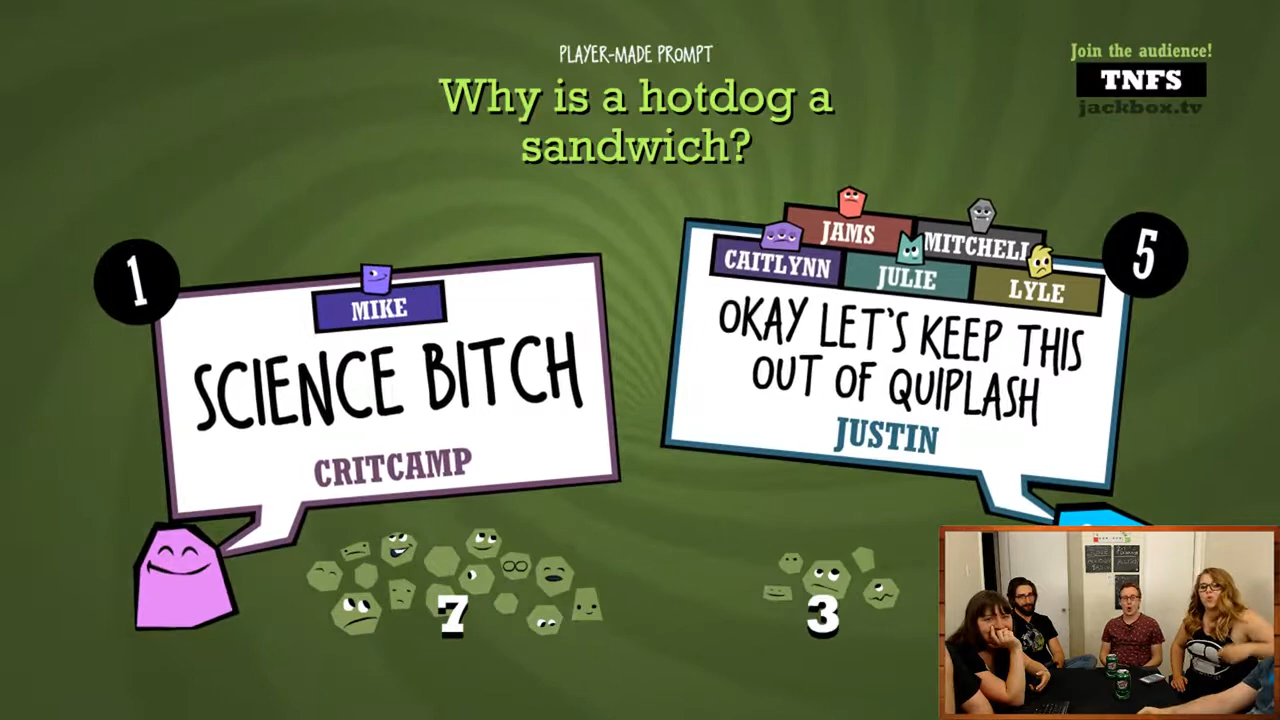 PLAYER-MADE PROMPT
Why is a hotdog a
sandwich?
Join the audience!
TNFS
jackbox.tv
1
MIKE
SCIENCE BITCH
CRITCAMP
7
JAMS
MITCHELL
CAITLYNN
JULIE
LYLE
5
OKAY LET'S KEEP THIS
OUT OF QUIPLASH
JUSTIN
3